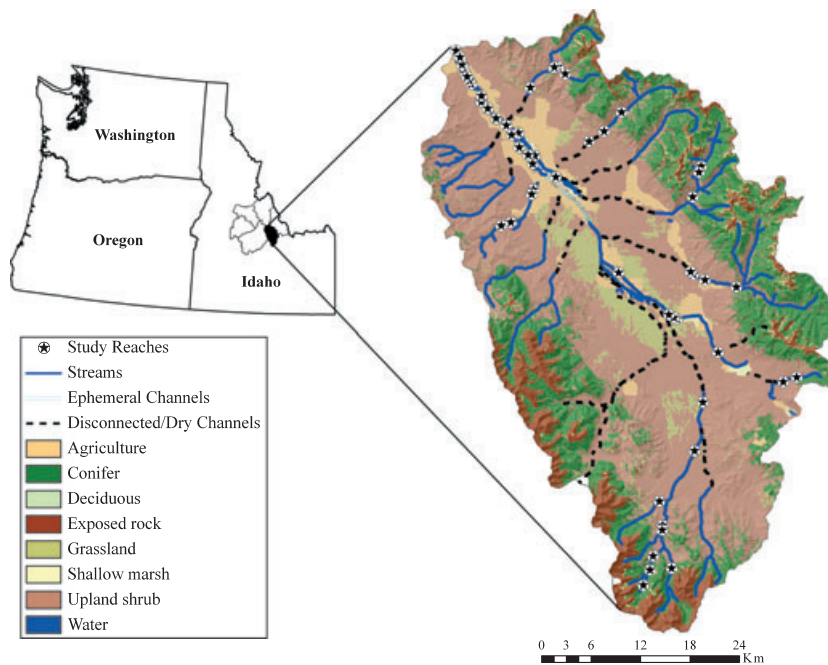 Washington
Oregon
Idaho
Study Reaches
Streams
Ephemeral Channels
Disconnected/Dry Channels
Agriculture
Conifer
Deciduous
Exposed rock
Grassland
Shallow marsh
Upland shrub
Water
0 3 6 12 18 24
Km